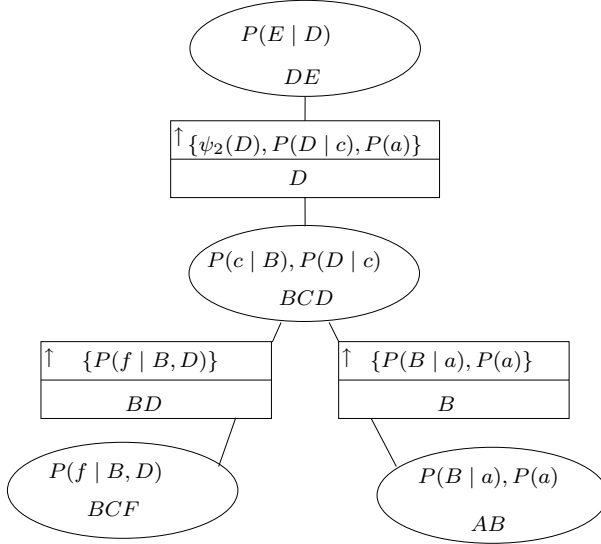 P(E | D)
DE
↑ {ψ₂(D), P(D | c), P(a)}
D
P(c | B), P(D | c)
BCD
↑ {P(f | B, D)}
BD
↑ {P(B | a), P(a)}
B
P(f | B, D)
BCF
P(B | a), P(a)
AB